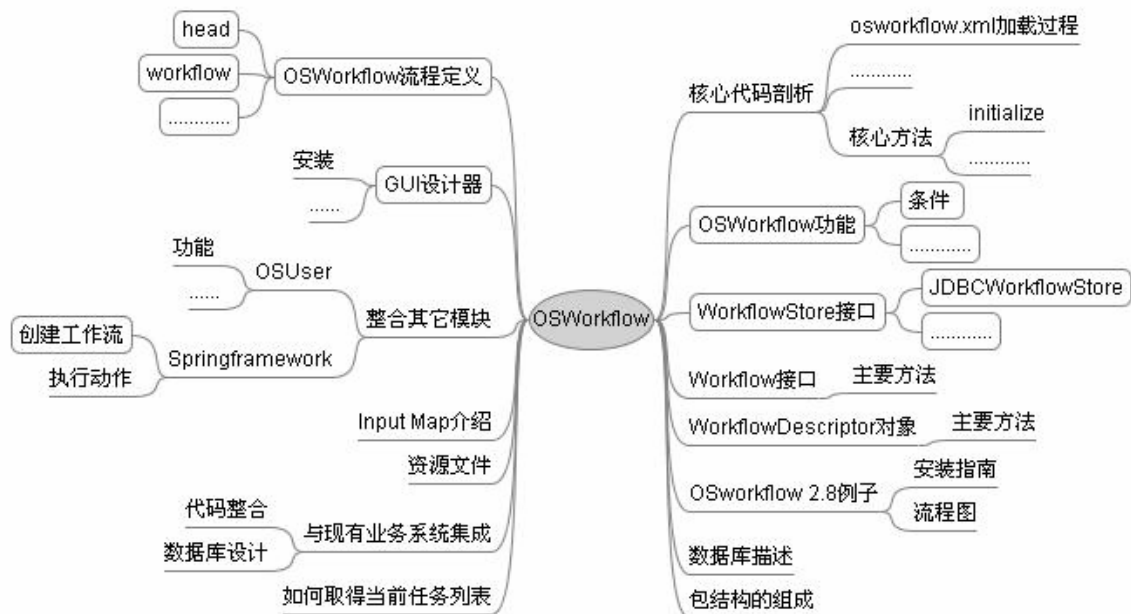 head
workflow
............
OSWorkflow流程定义
安装
......
GUI设计器
功能
......
OSUser
创建工作流
执行动作
Springframework
整合其它模块
Input Map介绍
资源文件
代码整合
数据库设计
与现有业务系统集成
如何取得当前任务列表
OSWorkflow
osworkflow.xml加载过程
............
核心代码剖析
核心方法
initialize
............
OSWorkflow功能
条件
............
WorkflowStore接口
JDBCWorkflowStore
............
Workflow接口
主要方法
WorkflowDescriptor对象
主要方法
OSworkflow 2.8例子
安装指南
流程图
数据库描述
包结构的组成